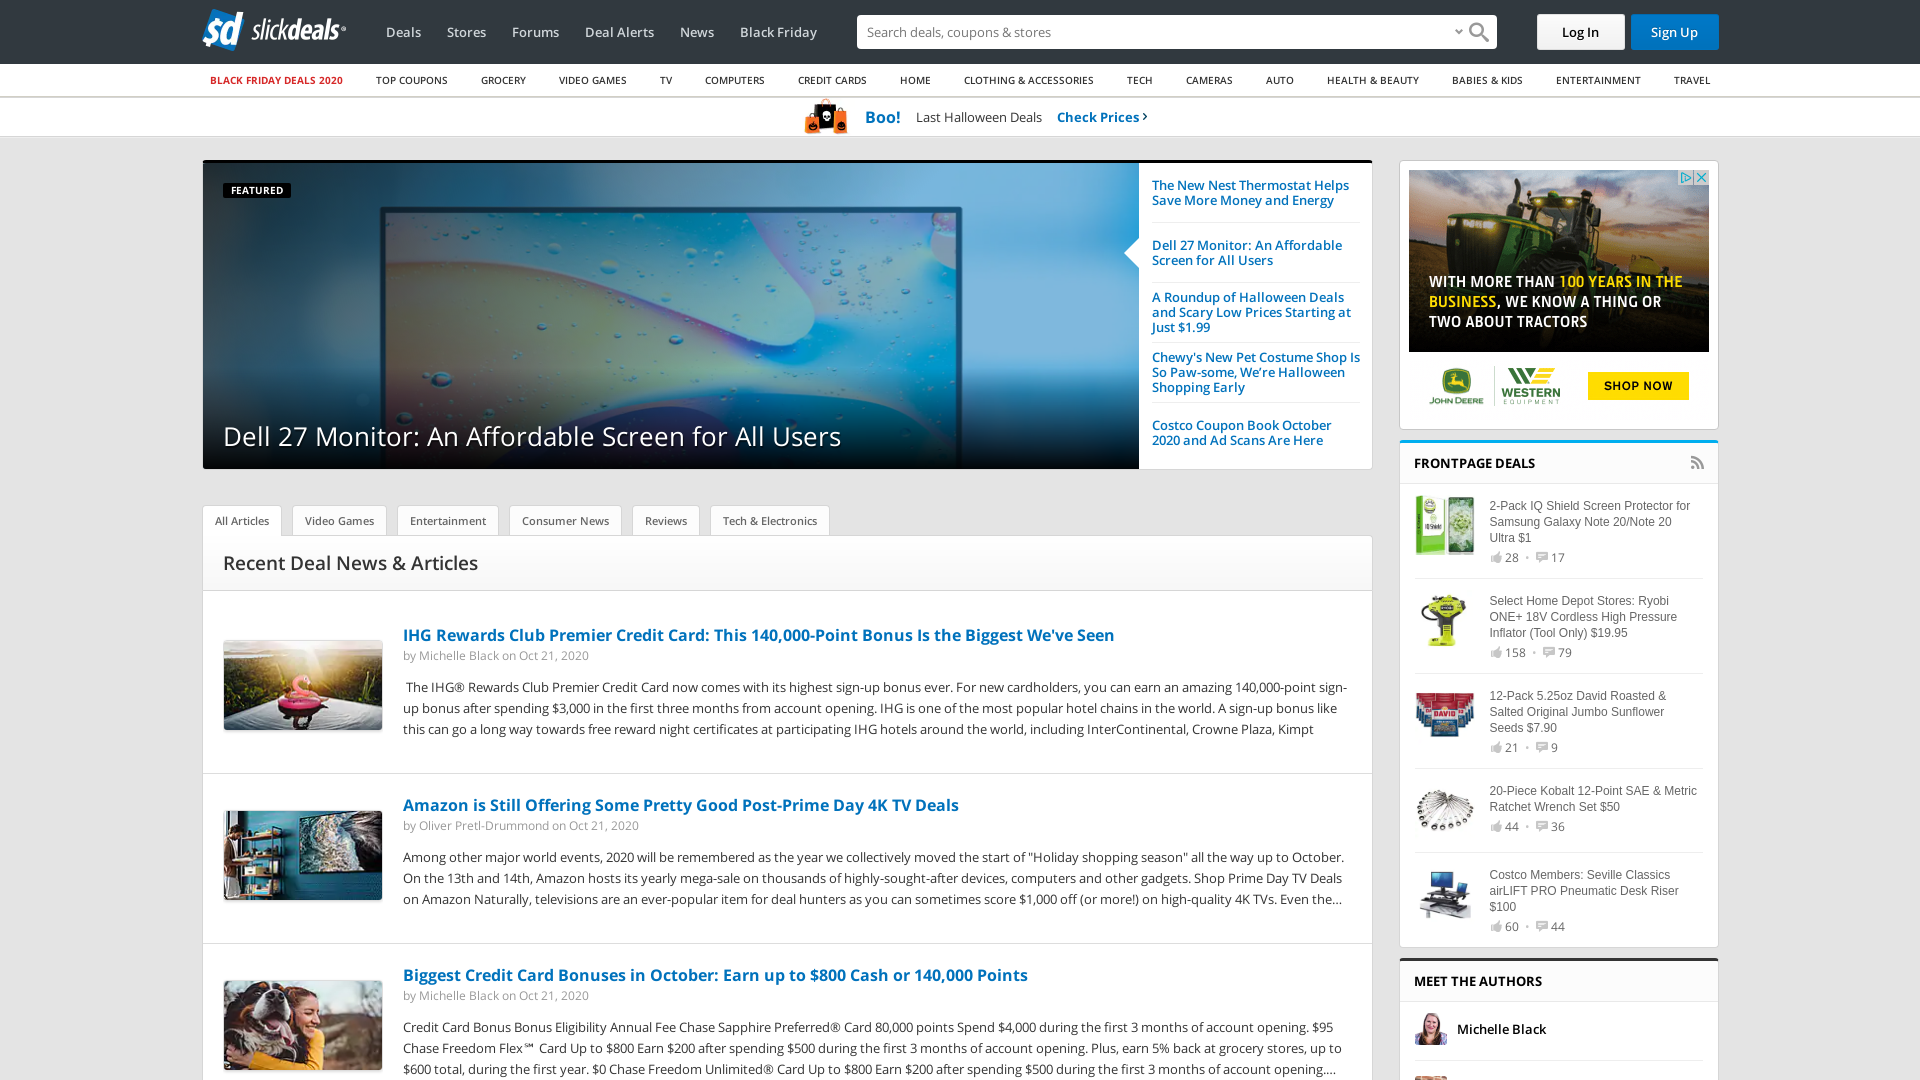 slickdeals
Deals
Stores
Forums
Deal Alerts
News
Black Friday
Search deals, coupons & stores
Log In
Sign Up
BLACK FRIDAY DEALS 2020
TOP COUPONS
GROCERY
VIDEO GAMES
TV
COMPUTERS
CREDIT CARDS
HOME
CLOTHING & ACCESSORIES
TECH
CAMERAS
AUTO
HEALTH & BEAUTY
BABIES & KIDS
ENTERTAINMENT
TRAVEL
Boo!
Last Halloween Deals
Check Prices
FEATURED
Dell 27 Monitor: An Affordable Screen for All Users
The New Nest Thermostat Helps
Save More Money and Energy
Dell 27 Monitor: An Affordable
Screen for All Users
A Roundup of Halloween Deals
and Scary Low Prices Starting at
Just $1.99
Chewy's New Pet Costume Shop Is
So Paw-some, We’re Halloween
Shopping Early
Costco Coupon Book October
2020 and Ad Scans Are Here
WITH MORE THAN 100 YEARS IN THE
BUSINESS, WE KNOW A THING OR
TWO ABOUT TRACTORS
JOHN DEERE
WESTERN
EQUIPMENT
SHOP NOW
All Articles
Video Games
Entertainment
Consumer News
Reviews
Tech & Electronics
Recent Deal News & Articles
IHG Rewards Club Premier Credit Card: This 140,000-Point Bonus Is the Biggest We've Seen
by Michelle Black on Oct 21, 2020
The IHG® Rewards Club Premier Credit Card now comes with its highest sign-up bonus ever. For new cardholders, you can earn an amazing 140,000-point sign-
up bonus after spending $3,000 in the first three months from account opening. IHG is one of the most popular hotel chains in the world. A sign-up bonus like
this can go a long way towards free reward night certificates at participating IHG hotels around the world, including InterContinental, Crowne Plaza, Kimpt
Amazon is Still Offering Some Pretty Good Post-Prime Day 4K TV Deals
by Oliver Pretl-Drummond on Oct 21, 2020
Among other major world events, 2020 will be remembered as the year we collectively moved the start of "Holiday shopping season" all the way up to October.
On the 13th and 14th, Amazon hosts its yearly mega-sale on thousands of highly-sought-after devices, computers and other gadgets. Shop Prime Day TV Deals
on Amazon Naturally, televisions are an ever-popular item for deal hunters as you can sometimes score $1,000 off (or more!) on high-quality 4K TVs. Even the...
Biggest Credit Card Bonuses in October: Earn up to $800 Cash or 140,000 Points
by Michelle Black on Oct 21, 2020
Credit Card Bonus Bonus Eligibility Annual Fee Chase Sapphire Preferred® Card 80,000 points Spend $4,000 during the first 3 months of account opening. $95
Chase Freedom Flex℠ Card Up to $800 Earn $200 after spending $500 during the first 3 months of account opening. Plus, earn 5% back at grocery stores, up to
$600 total, during the first year. $0 Chase Freedom Unlimited® Card Up to $800 Earn $200 after spending $500 during the first 3 months of account opening....
FRONTPAGE DEALS
2-Pack IQ Shield Screen Protector for
Samsung Galaxy Note 20/Note 20
Ultra $1
28 • 17
Select Home Depot Stores: Ryobi
ONE+ 18V Cordless High Pressure
Inflator (Tool Only) $19.95
158 • 79
12-Pack 5.25oz David Roasted &
Salted Original Jumbo Sunflower
Seeds $7.90
21 • 9
20-Piece Kobalt 12-Point SAE & Metric
Ratchet Wrench Set $50
44 • 36
Costco Members: Seville Classics
airLIFT PRO Pneumatic Desk Riser
$100
60 • 44
MEET THE AUTHORS
Michelle Black